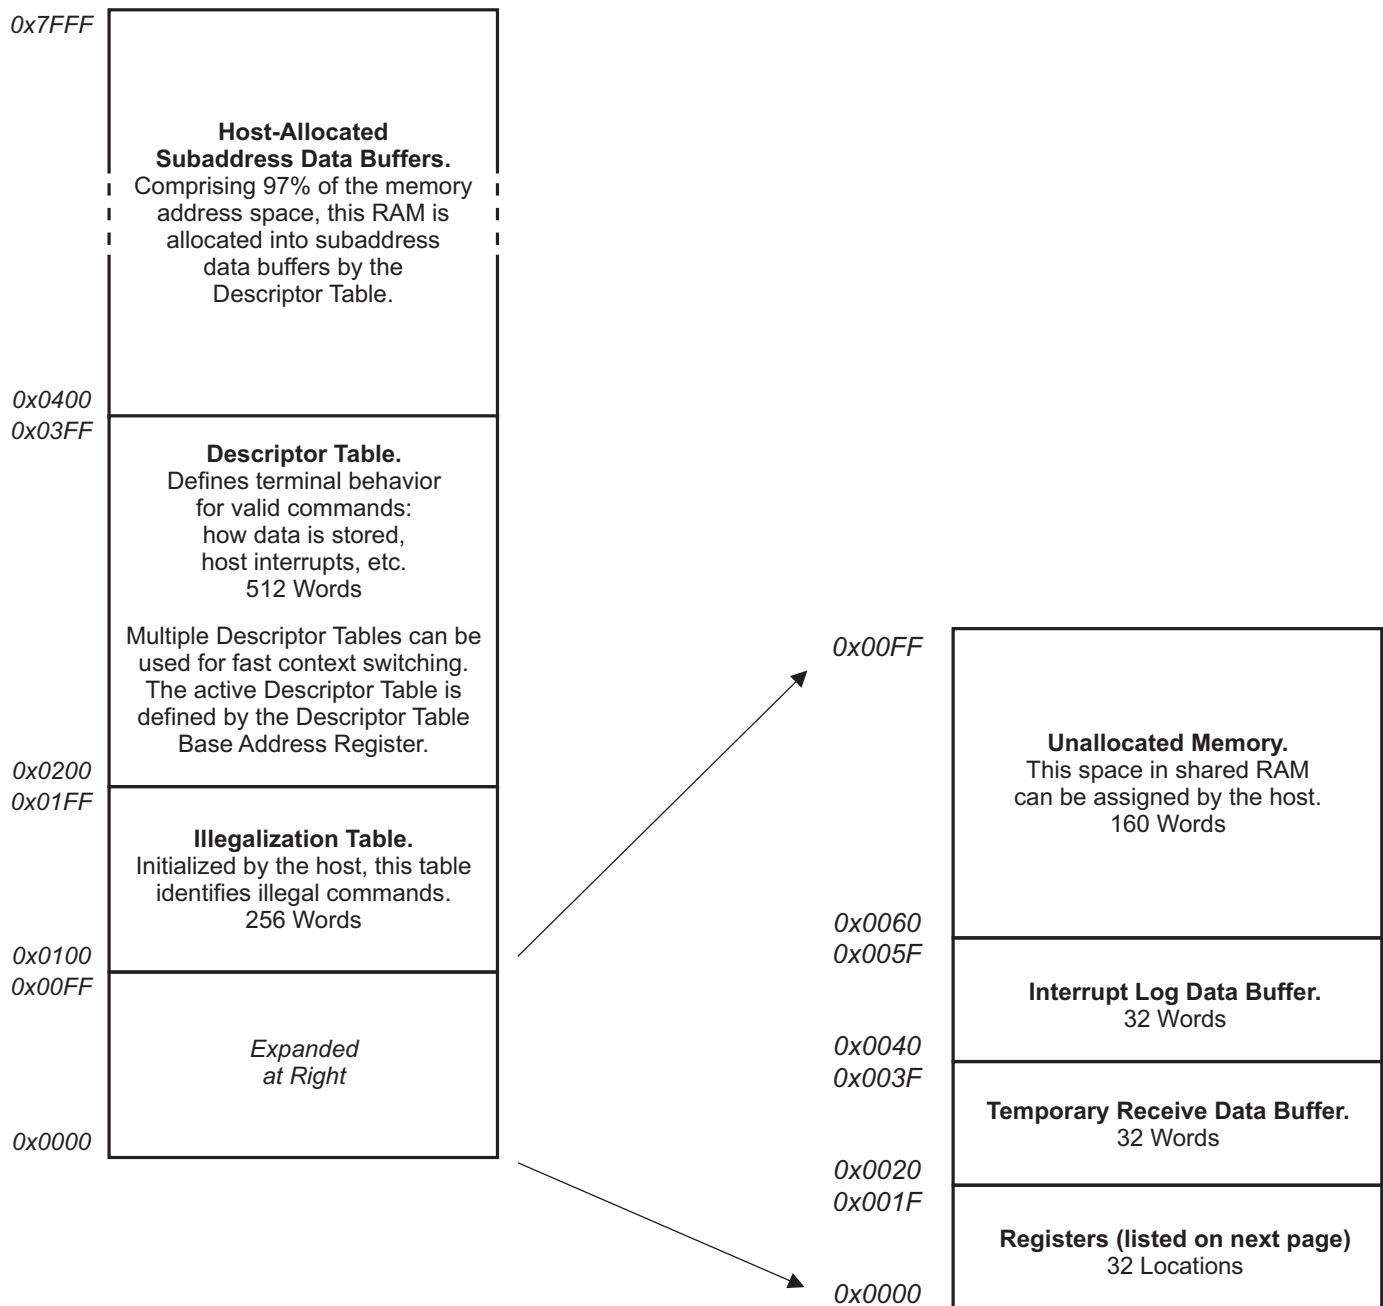 0x7FFF
Host-Allocated
Subaddress Data Buffers.
Comprising 97% of the memory
address space, this RAM is
allocated into subaddress
data buffers by the
Descriptor Table.
0x0400
0x03FF
Descriptor Table.
Defines terminal behavior
for valid commands:
how data is stored,
host interrupts, etc.
512 Words
Multiple Descriptor Tables can be
used for fast context switching.
The active Descriptor Table is
defined by the Descriptor Table
Base Address Register.
0x0200
0x01FF
Illegalization Table.
Initialized by the host, this table
identifies illegal commands.
256 Words
0x0100
0x00FF
Expanded
at Right
0x0000
0x00FF
Unallocated Memory.
This space in shared RAM
can be assigned by the host.
160 Words
0x0060
0x005F
Interrupt Log Data Buffer.
32 Words
0x0040
0x003F
Temporary Receive Data Buffer.
32 Words
0x0020
0x001F
Registers (listed on next page)
32 Locations
0x0000